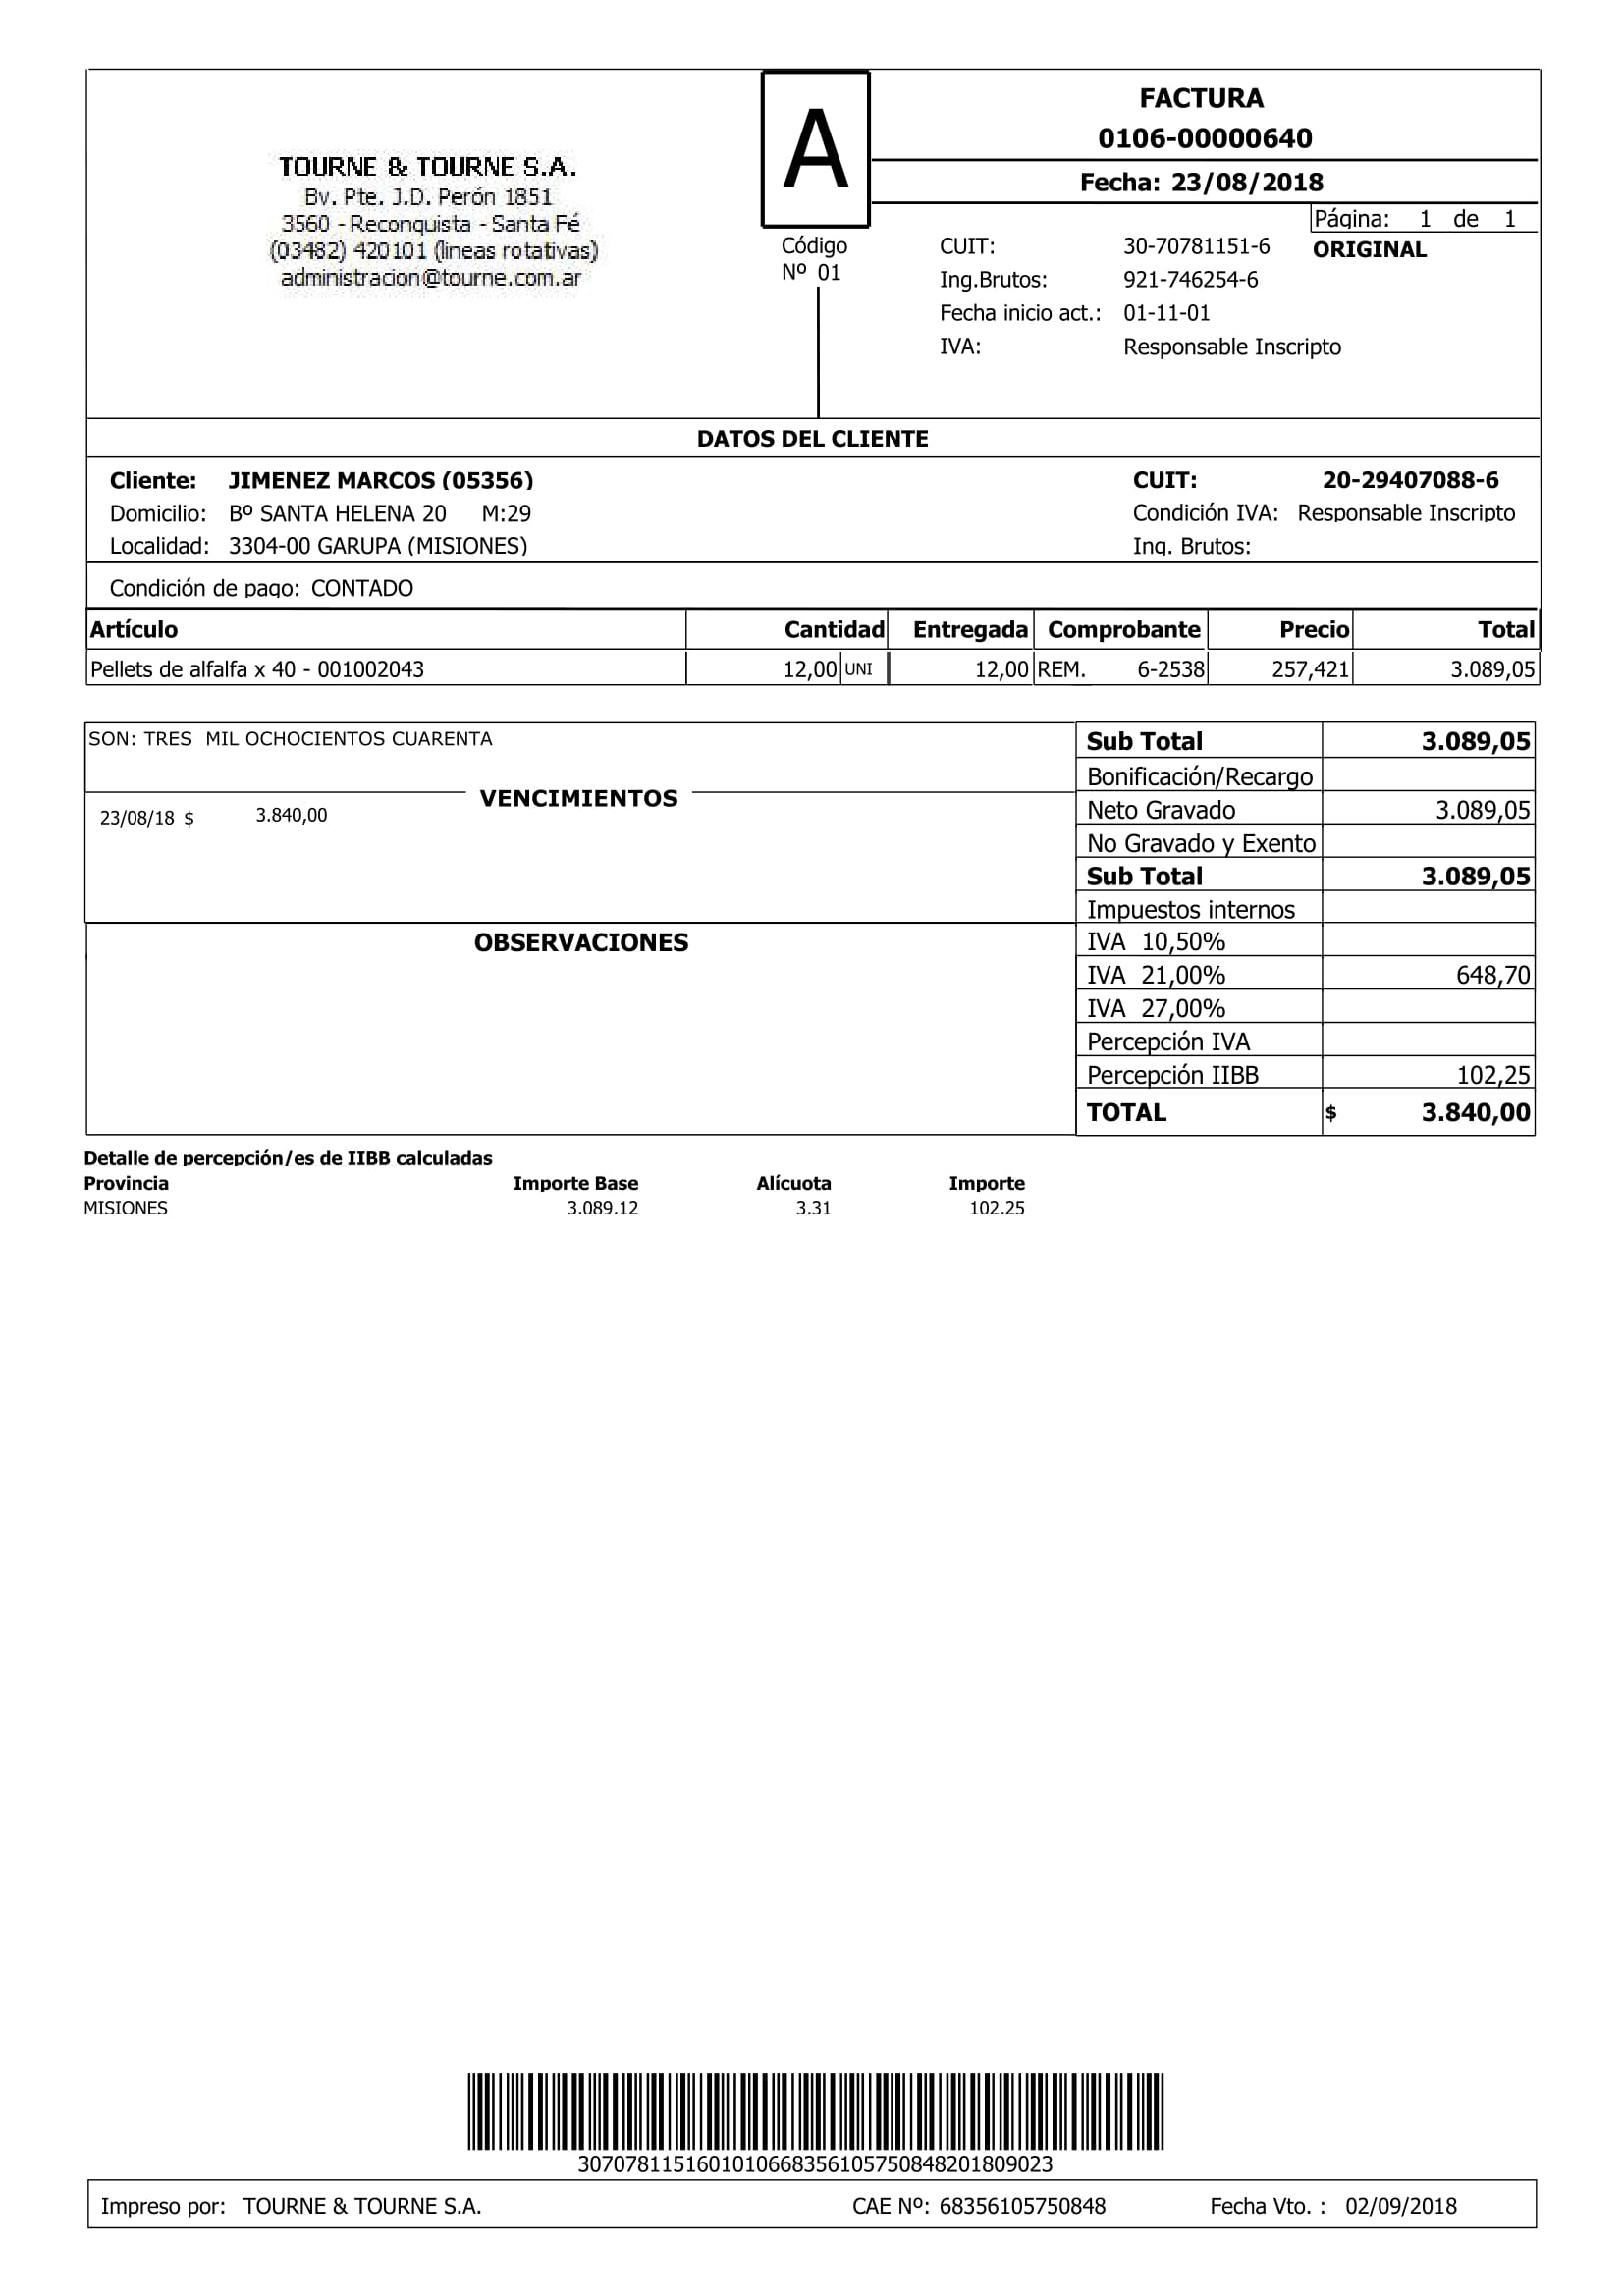 TOURNE & TOURNE S.A.
Bv. Pte. J.D. Perón 1851
3560 - Reconquista - Santa Fé
(03482) 420101 (lineas rotativas)
administracion@tourne.com.ar
A
Código
Nº 01
FACTURA
0106-00000640
Fecha: 23/08/2018
Página: 1 de 1
CUIT: 30-70781151-6 ORIGINAL
Ing.Brutos: 921-746254-6
Fecha inicio act.: 01-11-01
IVA: Responsable Inscripto
DATOS DEL CLIENTE
Cliente: JIMENEZ MARCOS (05356) CUIT: 20-29407088-6
Domicilio: Bº SANTA HELENA 20 M:29 Condición IVA: Responsable Inscripto
Localidad: 3304-00 GARUPA (MISIONES) Ing. Brutos:
Condición de pago: CONTADO
Artículo Cantidad Entregada Comprobante Precio Total
Pellets de alfalfa x 40 - 001002043 12,00 UNI 12,00 REM. 6-2538 257,421 3.089,05
SON: TRES MIL OCHOCIENTOS CUARENTA
VENCIMIENTOS
23/08/18 $ 3.840,00
OBSERVACIONES
Sub Total 3.089,05
Bonificación/Recargo
Neto Gravado 3.089,05
No Gravado y Exento
Sub Total 3.089,05
Impuestos internos
IVA 10,50%
IVA 21,00% 648,70
IVA 27,00%
Percepción IVA
Percepción IIBB 102,25
TOTAL $ 3.840,00
Detalle de percepción/es de IIBB calculadas
Provincia Importe Base Alícuota Importe
MISIONES 3.089,12 3,31 102,25
3070781151601010668356105750848201809023
Impreso por: TOURNE & TOURNE S.A. CAE Nº: 68356105750848 Fecha Vto. : 02/09/2018